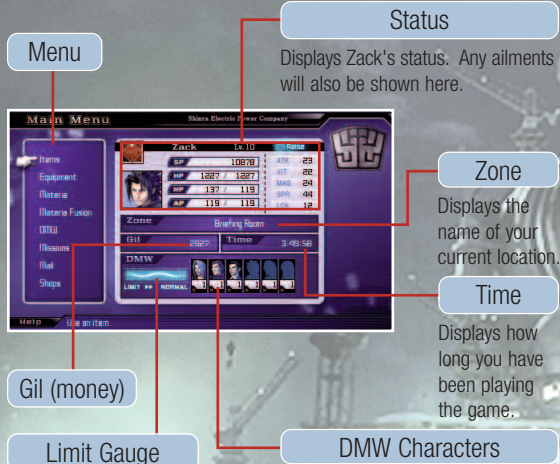 Status
Displays Zack's status. Any ailments
will also be shown here.
Menu
Main Menu
Shinra Electric Power Company
Items
Equipment
Materia
Materia Fusion
DMW
Missions
Mail
Shops
Zack Lv. 10 Raise
SP 10878
HP 1227 / 1227
MP 137 / 119
AP 119 / 119
ATK 23
VIT 22
MAG 24
SPR 44
LCK 12
Zone Briefing Room
Gil 2527
Time 3:49:58
DMW
LIMIT NORMAL
Help Use an item.
Zone
Displays the
name of your
current location.
Time
Displays how
long you have
been playing
the game.
Gil (money)
Limit Gauge
DMW Characters